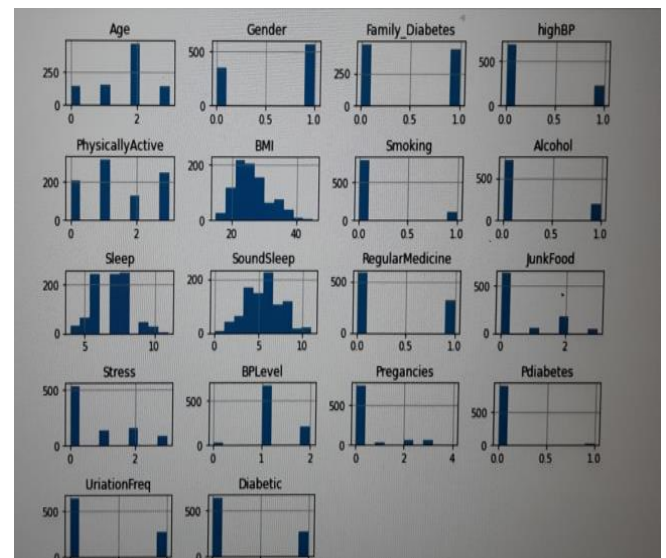 Age Gender Family_Diabetes highBP
250 500 250 500
0 0 0 0
0 2 0.0 0.5 1.0 0.0 0.5 1.0 0.0 0.5 1.0
PhysicallyActive BMI Smoking Alcohol
200 200 500 500
0 0 0 0
0 2 20 40 0.0 0.5 1.0 0.0 0.5 1.0
Sleep SoundSleep RegularMedicine JunkFood
200 200 500 500
0 0 0 0
5 10 0 5 10 0.0 0.5 1.0 0 2
Stress BPLevel Pregancies Pdiabetes
500 500 500 500
0 0 0 0
0 2 0 1 2 0 2 4 0.0 0.5 1.0
UriationFreq Diabetic
500 500